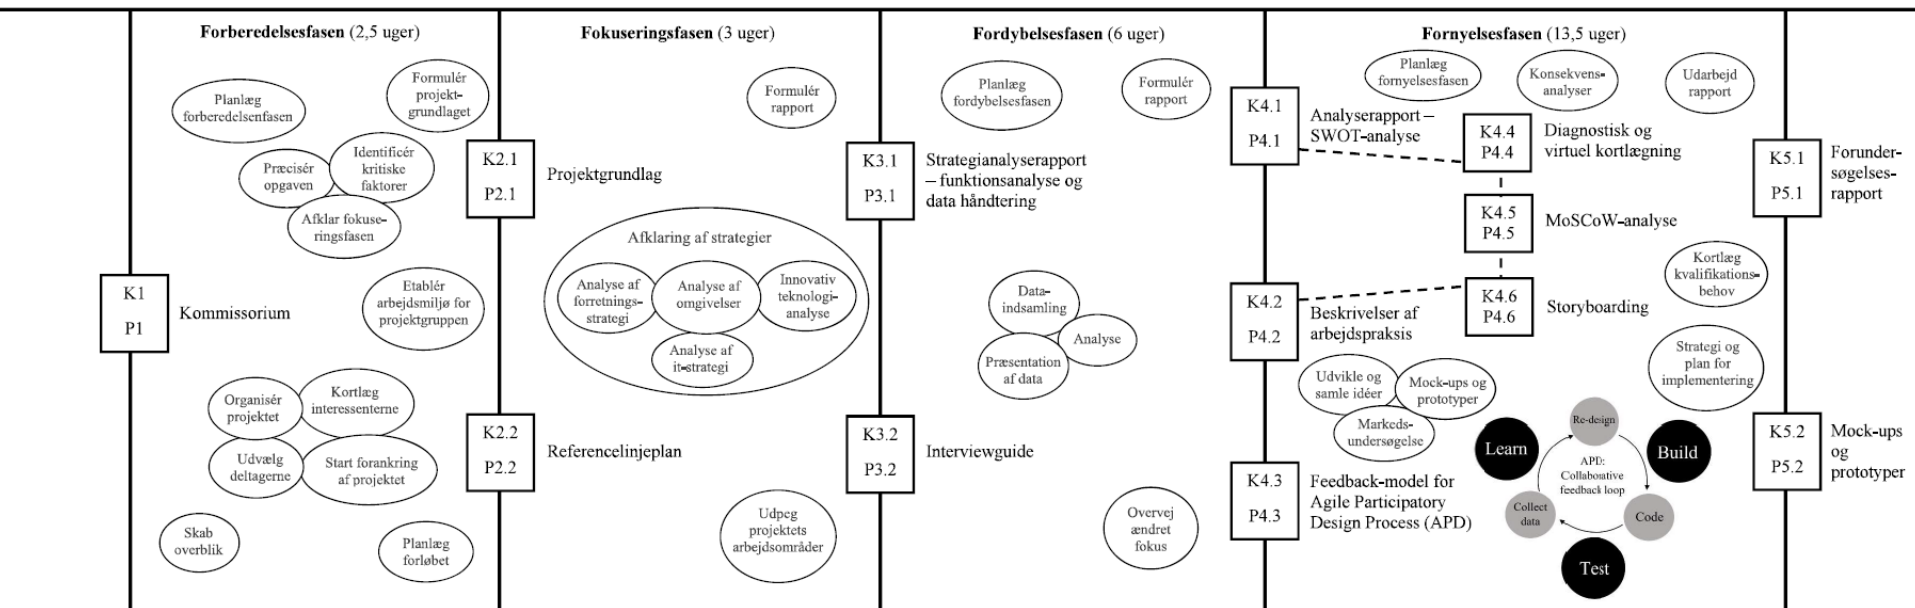 Forberedelsesfasen (2,5 uger)
Planlæg
forberedelsenfasen
Formulér
projekt-
grundlaget
Præcisér
opgaven
Identificér
kritiske
faktorer
Afklar fokuse-
ringsfasen
K1
P1
Kommissorium
Etablér
arbejdsmiljø for
projektgruppen
Organisér
projektet
Kortlæg
interessenterne
Udvælg
deltagerne
Start forankring
af projektet
Skab
overblik
Planlæg
forløbet
K2.1
P2.1
Projektgrundlag
K2.2
P2.2
Referencelinjeplan
Fokuseringsfasen (3 uger)
Formulér
rapport
Afklaring af strategier
Analyse af
forretnings-
strategi
Analyse af
omgivelser
Innovativ
teknologi-
analyse
Analyse af
it-strategi
Udpeg
projektets
arbejdsområder
K3.1
P3.1
Strategianalyserapport
– funktionsanalyse og
data håndtering
K3.2
P3.2
Interviewguide
Fordybelsesfasen (6 uger)
Planlæg
fordybelsesfasen
Formulér
rapport
Data-
indsamling
Analyse
Præsentation
af data
Overvej
ændret
fokus
K4.1
P4.1
Analyserapport –
SWOT-analyse
K4.2
P4.2
Beskrivelser af
arbejdspraksis
K4.3
P4.3
Feedback-model for
Agile Participatory
Design Process (APD)
Fornyelsesfasen (13,5 uger)
Planlæg
fornyelsesfasen
Konsekvens-
analyser
Udarbejd
rapport
K4.4
P4.4
Diagnostisk og
virtuel kortlægning
K4.5
P4.5
MoSCoW-analyse
K4.6
P4.6
Storyboarding
Kortlæg
kvalifikations-
behov
Strategi og
plan for
implementering
Udvikle og
samle idéer
Mock-ups og
prototyper
Markeds-
undersøgelse
Re-design
Learn
Build
APD:
Collaboative
feedback loop
Collect
data
Code
Test
K5.1
P5.1
Forunder-
søgelses-
rapport
K5.2
P5.2
Mock-ups
og
prototyper